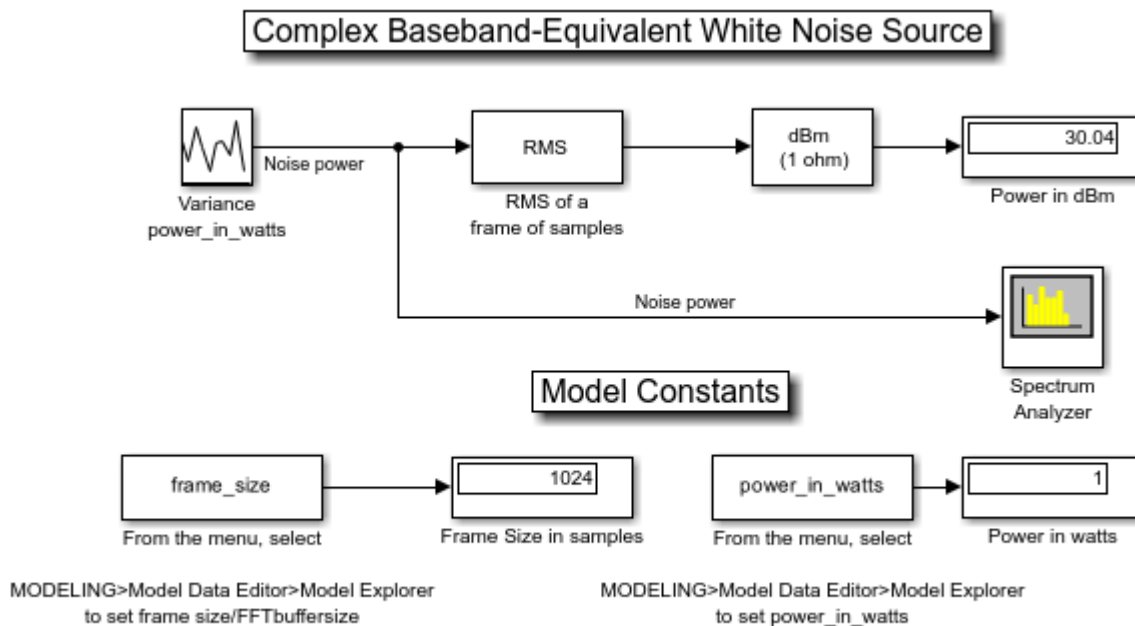 Complex Baseband-Equivalent White Noise Source
Noise power
Variance
power_in_watts
RMS
RMS of a
frame of samples
dBm
(1 ohm)
30.04
Power in dBm
Noise power
Spectrum
Analyzer
Model Constants
frame_size
From the menu, select
1024
Frame Size in samples
power_in_watts
From the menu, select
1
Power in watts
MODELING>Model Data Editor>Model Explorer
to set frame size/FFTbuffersize
MODELING>Model Data Editor>Model Explorer
to set power_in_watts